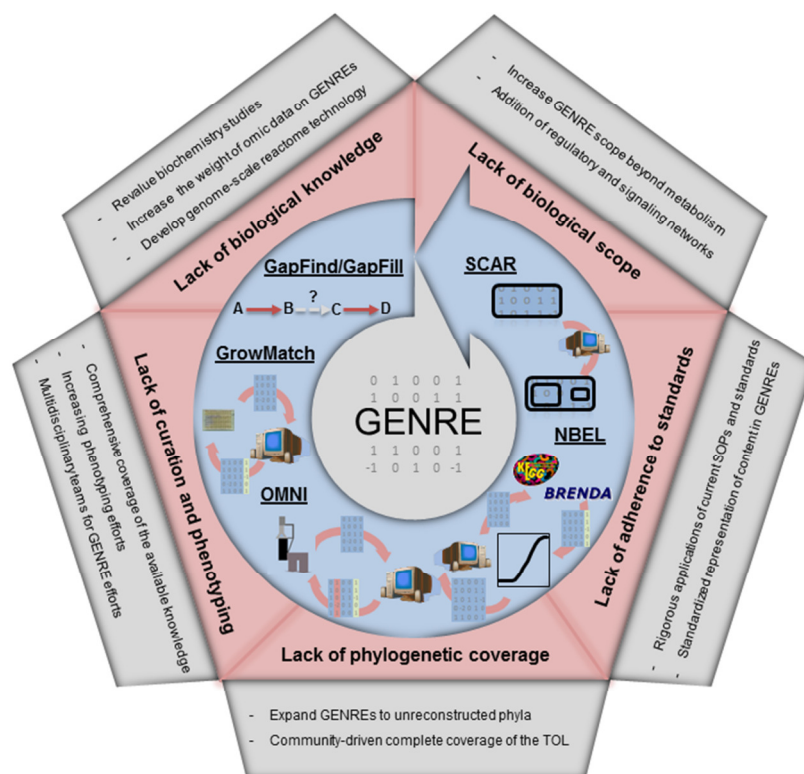 - Revalue biochemistry studies
- Increase the weight of omic data on GENREs
- Develop genome-scale reactome technology
Lack of biological knowledge
- Increase GENRE scope beyond metabolism
- Addition of regulatory and signaling networks
Lack of biological scope
GapFind/GapFill
A B ? C D
SCAR
GrowMatch
NBEL
KEGG
BRENDA
OMNI
0 1 0 0 1
1 0 0 1 1
GENRE
1 1 0 0 1
-1 0 1 0 -1
- Comprehensive coverage of the available knowledge
- Increasing phenotyping efforts
- Multidisciplinary teams for GENRE efforts
Lack of curation and phenotyping
Lack of adherence to standards
- Rigorous applications of current SOPs and standards
- Standardized representation of content in GENREs
Lack of phylogenetic coverage
- Expand GENREs to unreconstructed phyla
- Community-driven complete coverage of the TOL